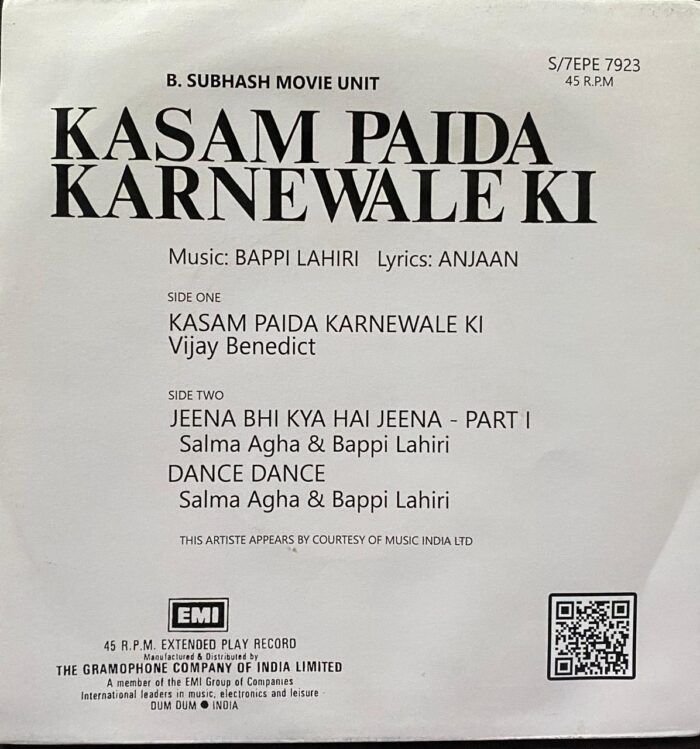 S/7EPE 7923
45 R.P.M
B. SUBHASH MOVIE UNIT
KASAM PAIDA
KARNEWALE KI
Music: BAPPI LAHIRI Lyrics: ANJAAN
SIDE ONE
KASAM PAIDA KARNEWALE KI
Vijay Benedict
SIDE TWO
JEENA BHI KYA HAI JEENA - PART I
Salma Agha & Bappi Lahiri
DANCE DANCE
Salma Agha & Bappi Lahiri
THIS ARTISTE APPEARS BY COURTESY OF MUSIC INDIA LTD
EMI
45 R.P.M. EXTENDED PLAY RECORD
Manufactured & Distributed by
THE GRAMOPHONE COMPANY OF INDIA LIMITED
A member of the EMI Group of Companies
International leaders in music, electronics and leisure
DUM DUM ● INDIA